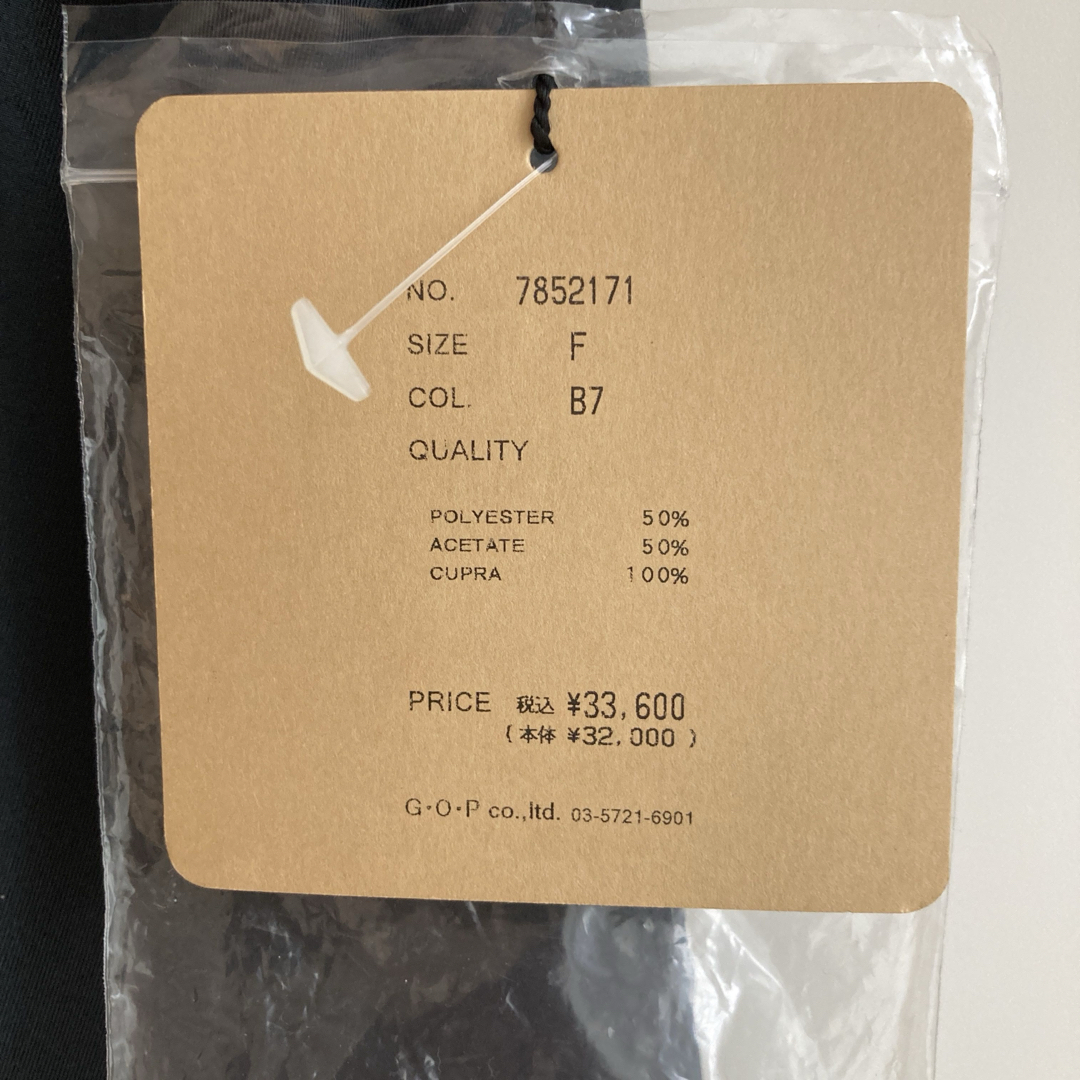 NO. 7852171
SIZE F
COL. B7
QUALITY
POLYESTER 50%
ACETATE 50%
CUPRA 100%
PRICE 税込 ¥33,600
(本体 ¥32,000 )
G・O・P co.,ltd. 03-5721-6901